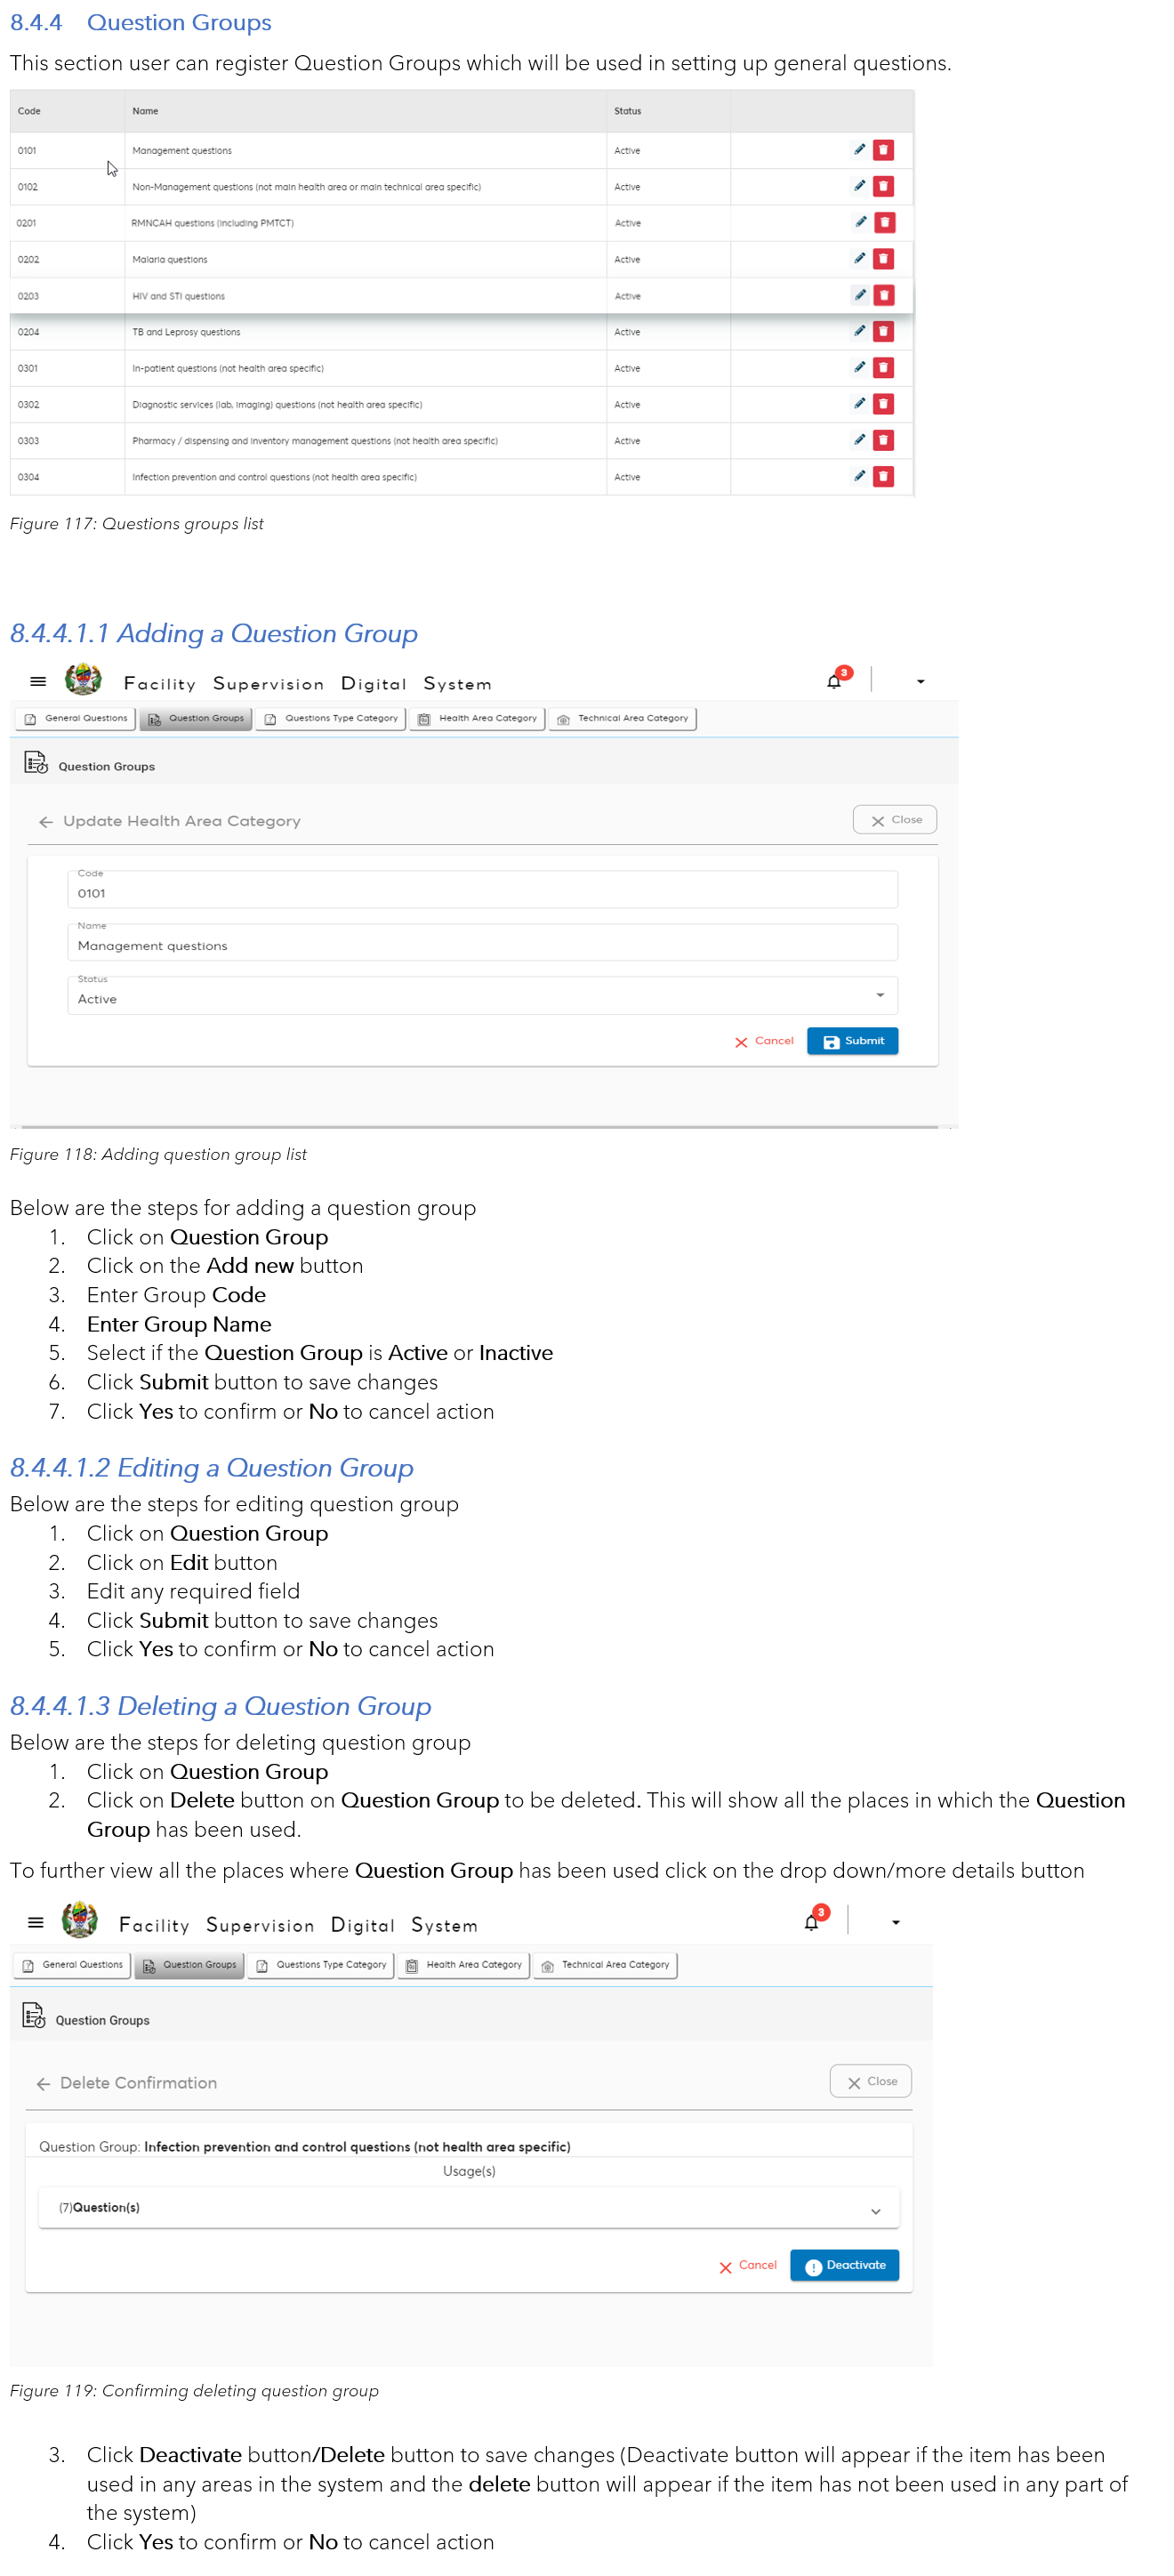 8.4.4 Question Groups
This section user can register Question Groups which will be used in setting up general questions.
Code Name Status
0101 Management questions Active
0102 Non-Management questions (not main health area or main technical area specific) Active
0201 RMNCAH questions (including PMTCT) Active
0202 Malaria questions Active
0203 HIV and STI questions Active
0204 TB and Leprosy questions Active
0301 In-patient questions (not health area specific) Active
0302 Diagnostic services (lab, imaging) questions (not health area specific) Active
0303 Pharmacy / dispensing and inventory management questions (not health area specific) Active
0304 Infection prevention and control questions (not health area specific) Active
Figure 117: Questions groups list
8.4.4.1.1 Adding a Question Group
Facility Supervision Digital System 3
General Questions Question Groups Questions Type Category Health Area Category Technical Area Category
Question Groups
Update Health Area Category Close
Code
0101
Name
Management questions
Status
Active
Cancel Submit
Figure 118: Adding question group list
Below are the steps for adding a question group
1. Click on Question Group
2. Click on the Add new button
3. Enter Group Code
4. Enter Group Name
5. Select if the Question Group is Active or Inactive
6. Click Submit button to save changes
7. Click Yes to confirm or No to cancel action
8.4.4.1.2 Editing a Question Group
Below are the steps for editing question group
1. Click on Question Group
2. Click on Edit button
3. Edit any required field
4. Click Submit button to save changes
5. Click Yes to confirm or No to cancel action
8.4.4.1.3 Deleting a Question Group
Below are the steps for deleting question group
1. Click on Question Group
2. Click on Delete button on Question Group to be deleted. This will show all the places in which the Question
Group has been used.
To further view all the places where Question Group has been used click on the drop down/more details button
Facility Supervision Digital System 3
General Questions Question Groups Questions Type Category Health Area Category Technical Area Category
Question Groups
Delete Confirmation Close
Question Group: Infection prevention and control questions (not health area specific)
Usage(s)
(7)Question(s)
Cancel Deactivate
Figure 119: Confirming deleting question group
3. Click Deactivate button/Delete button to save changes (Deactivate button will appear if the item has been
used in any areas in the system and the delete button will appear if the item has not been used in any part of
the system)
4. Click Yes to confirm or No to cancel action